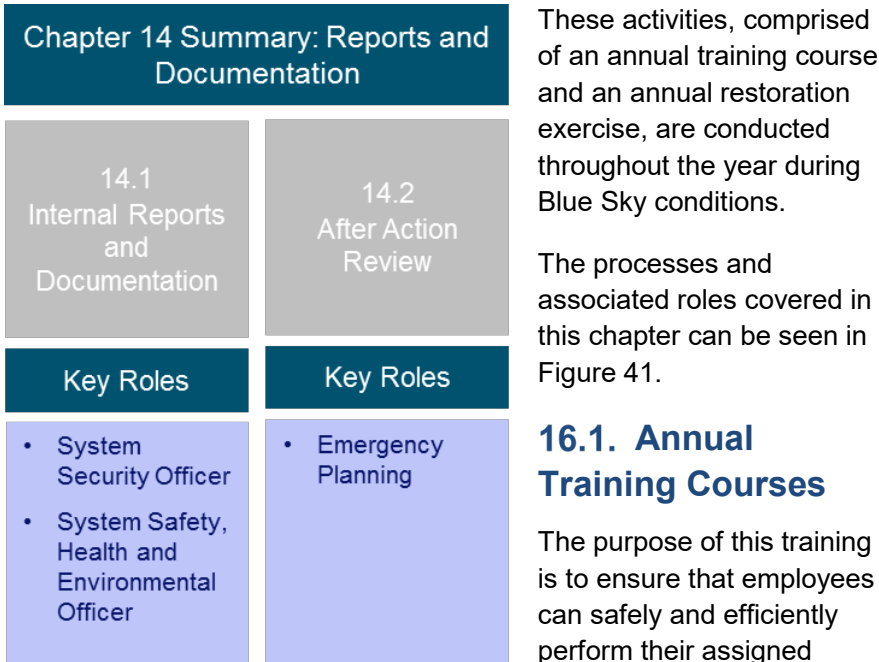 Chapter 14 Summary: Reports and
Documentation
14.1
Internal Reports
and
Documentation
14.2
After Action
Review
Key Roles
Key Roles
• System
Security Officer
• System Safety,
Health and
Environmental
Officer
• Emergency
Planning
These activities, comprised
of an annual training course
and an annual restoration
exercise, are conducted
throughout the year during
Blue Sky conditions.
The processes and
associated roles covered in
this chapter can be seen in
Figure 41.
16.1. Annual
Training Courses
The purpose of this training
is to ensure that employees
can safely and efficiently
perform their assigned